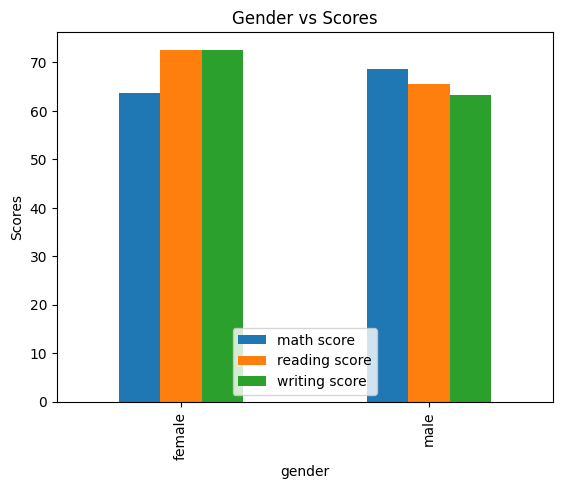 Gender vs Scores
Scores
70
60
50
40
30
20
10
0
math score
reading score
writing score
female
male
gender